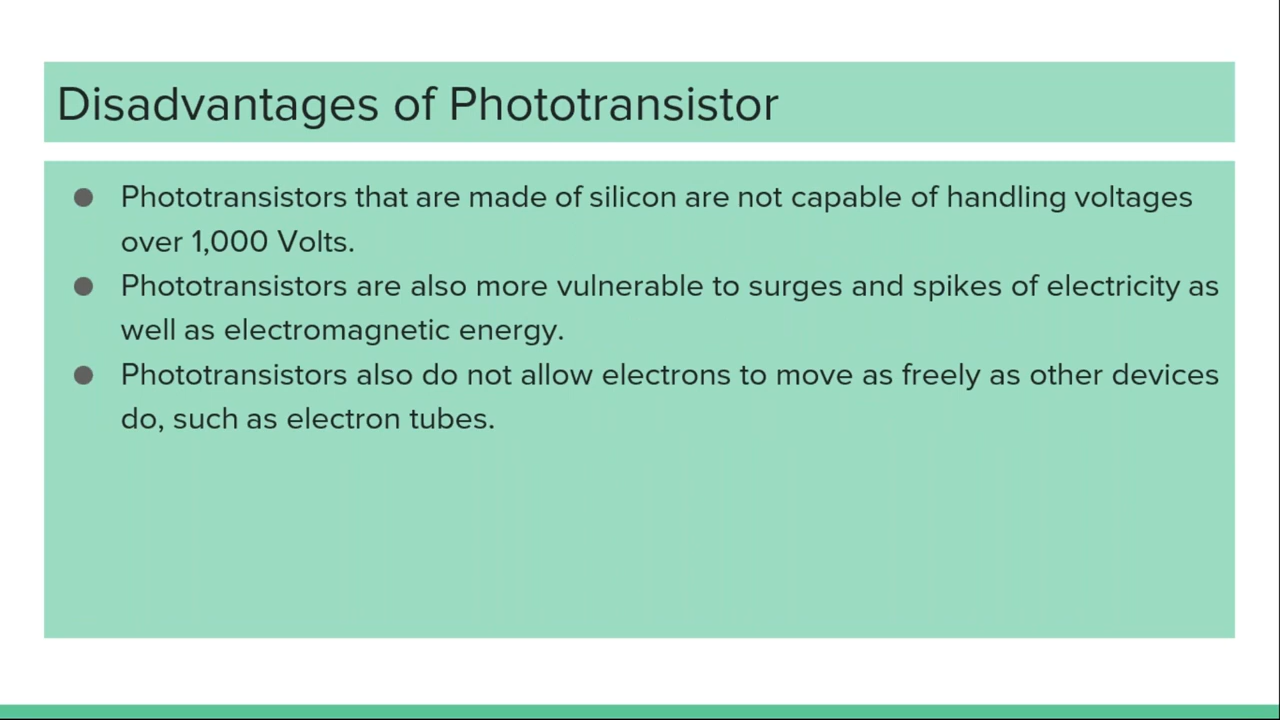 Disadvantages of Phototransistor
● Phototransistors that are made of silicon are not capable of handling voltages
over 1,000 Volts.
● Phototransistors are also more vulnerable to surges and spikes of electricity as
well as electromagnetic energy.
● Phototransistors also do not allow electrons to move as freely as other devices
do, such as electron tubes.